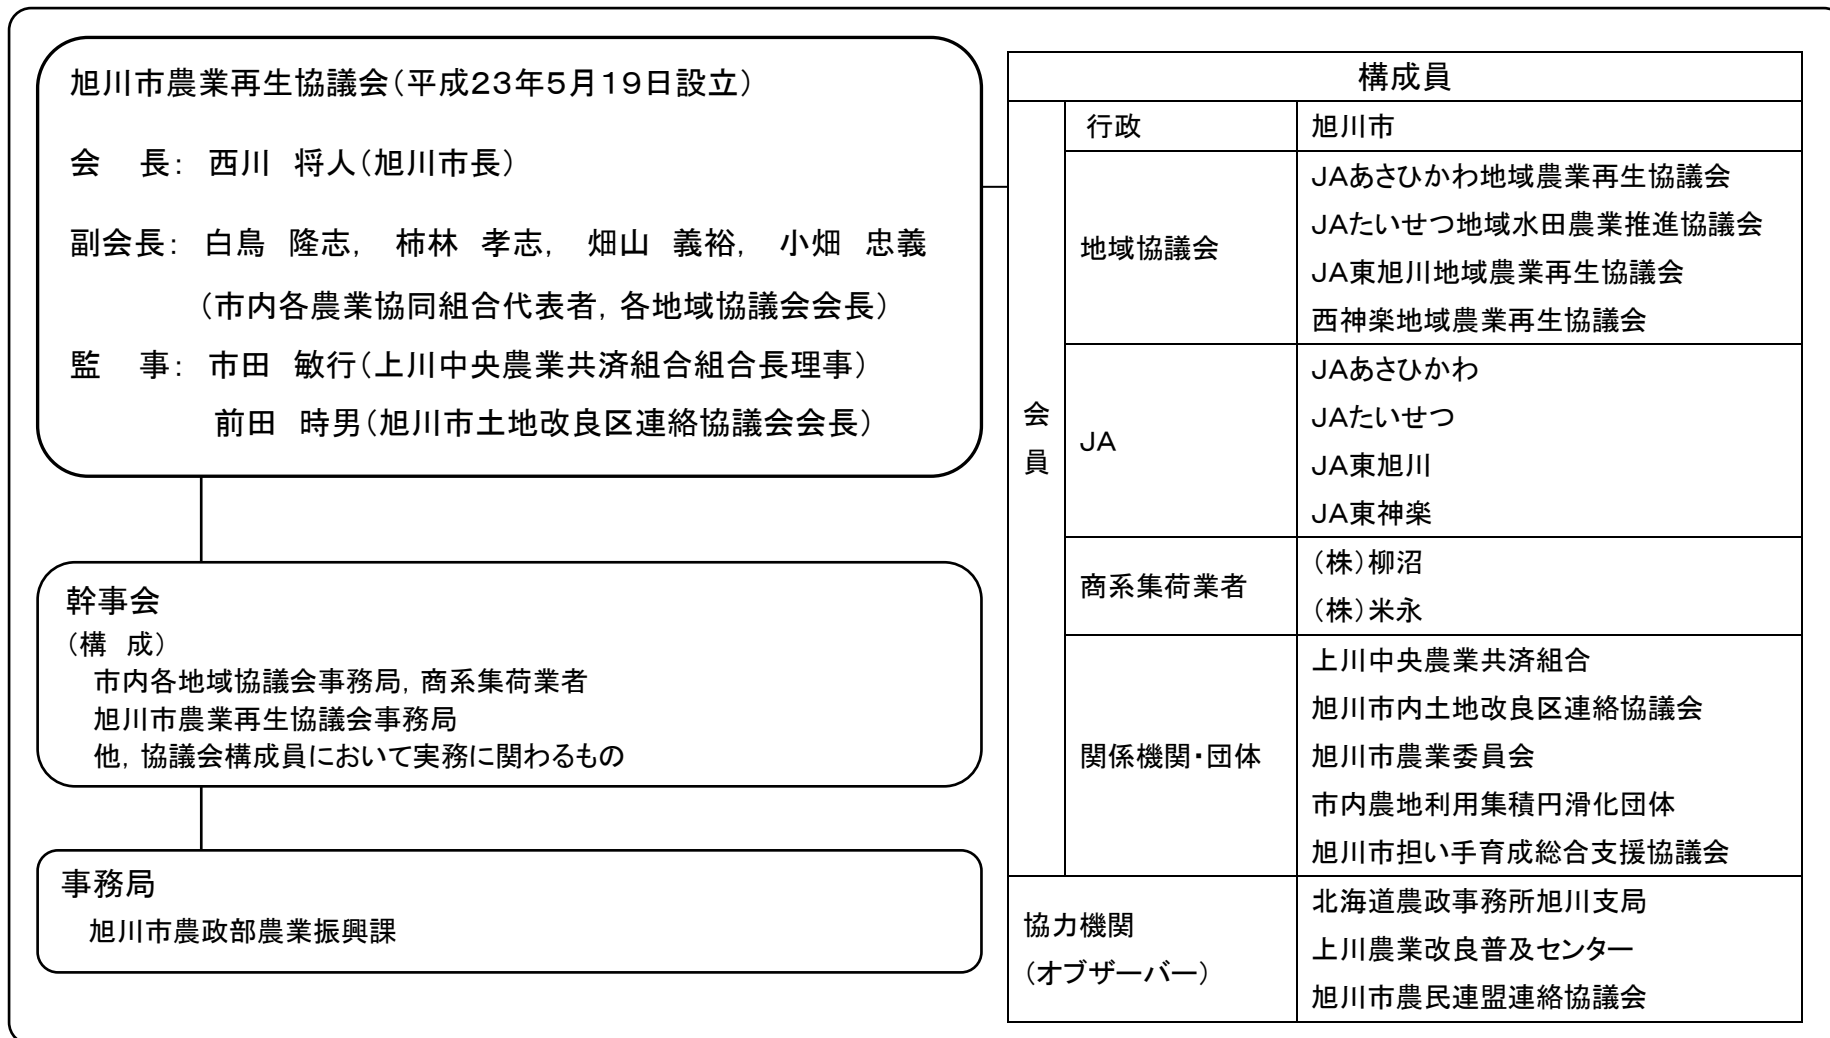 旭川市農業再生協議会（平成２３年５月１９日設立）
会　長：　西川　将人（旭川市長）
副会長：　白鳥　隆志，　柿林　孝志，　畑山　義裕，　小畑　忠義
（市内各農業協同組合代表者，各地域協議会会長）
監　事：　市田　敏行（上川中央農業共済組合組合長理事）
前田　時男（旭川市土地改良区連絡協議会会長）
幹事会
（構　成）
市内各地域協議会事務局，商系集荷業者
旭川市農業再生協議会事務局
他，協議会構成員において実務に関わるもの
事務局
旭川市農政部農業振興課
構成員
会員
行政
旭川市
地域協議会
ＪＡあさひかわ地域農業再生協議会
ＪＡたいせつ地域水田農業推進協議会
ＪＡ東旭川地域農業再生協議会
西神楽地域農業再生協議会
ＪＡ
ＪＡあさひかわ
ＪＡたいせつ
ＪＡ東旭川
ＪＡ東神楽
商系集荷業者
（株）柳沼
（株）米永
関係機関・団体
上川中央農業共済組合
旭川市内土地改良区連絡協議会
旭川市農業委員会
市内農地利用集積円滑化団体
旭川市担い手育成総合支援協議会
協力機関
（オブザーバー）
北海道農政事務所旭川支局
上川農業改良普及センター
旭川市農民連盟連絡協議会